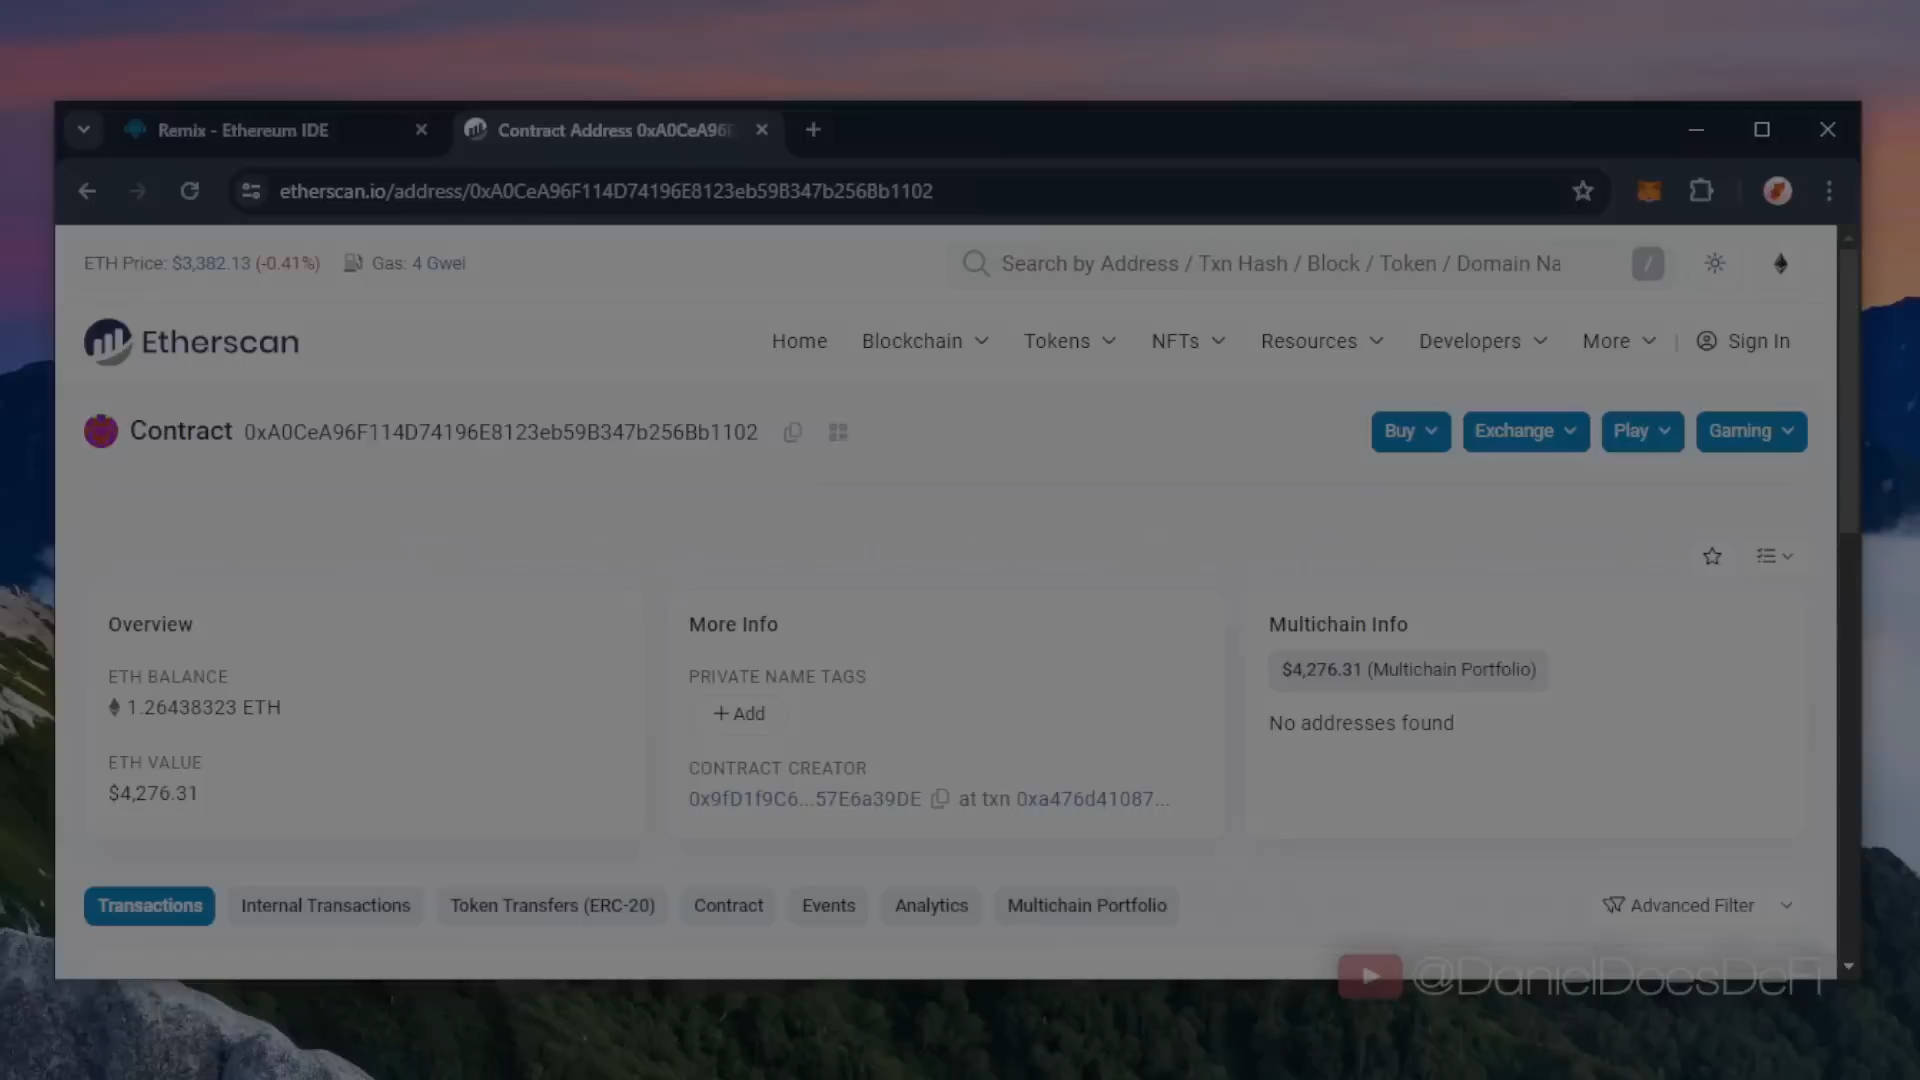 Remix - Ethereum IDE
Contract Address 0xA0CeA96F
etherscan.io/address/0xA0CeA96F114D74196E8123eb59B347b256Bb1102
ETH Price: $3,382.13 (-0.41%) Gas: 4 Gwei
Search by Address / Txn Hash / Block / Token / Domain Na /
Etherscan
Home Blockchain Tokens NFTs Resources Developers More | Sign In
Contract 0xA0CeA96F114D74196E8123eb59B347b256Bb1102
Buy Exchange Play Gaming
Overview
ETH BALANCE
1.26438323 ETH
ETH VALUE
$4,276.31
More Info
PRIVATE NAME TAGS
+ Add
CONTRACT CREATOR
0x9fD1f9C6...57E6a39DE at txn 0xa476d41087...
Multichain Info
$4,276.31 (Multichain Portfolio)
No addresses found
Transactions Internal Transactions Token Transfers (ERC-20) Contract Events Analytics Multichain Portfolio
Advanced Filter
@DanielDoesDeFi